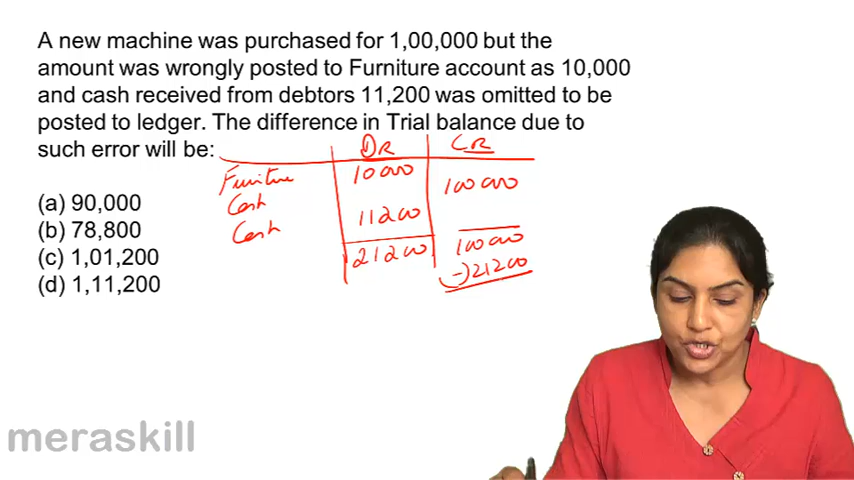 A new machine was purchased for 1,00,000 but the
amount was wrongly posted to Furniture account as 10,000
and cash received from debtors 11,200 was omitted to be
posted to ledger. The difference in Trial balance due to
such error will be:
DR CR
Furniture 10000 100000
Cash
Cash 11200
21200 100000
(-) 21200
(a) 90,000
(b) 78,800
(c) 1,01,200
(d) 1,11,200
meraskill